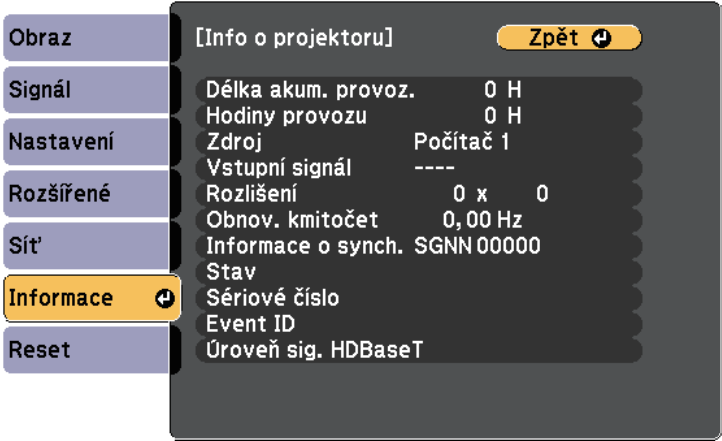 Obraz
Signál
Nastavení
Rozšířené
Síť
Informace
Reset
[Info o projektoru]
Zpět
Délka akum. provoz. 0 H
Hodiny provozu 0 H
Zdroj Počítač 1
Vstupní signál ----
Rozlišení 0 x 0
Obnov. kmitočet 0,00 Hz
Informace o synch. SGNN 00000
Stav
Sériové číslo
Event ID
Úroveň sig. HDBaseT